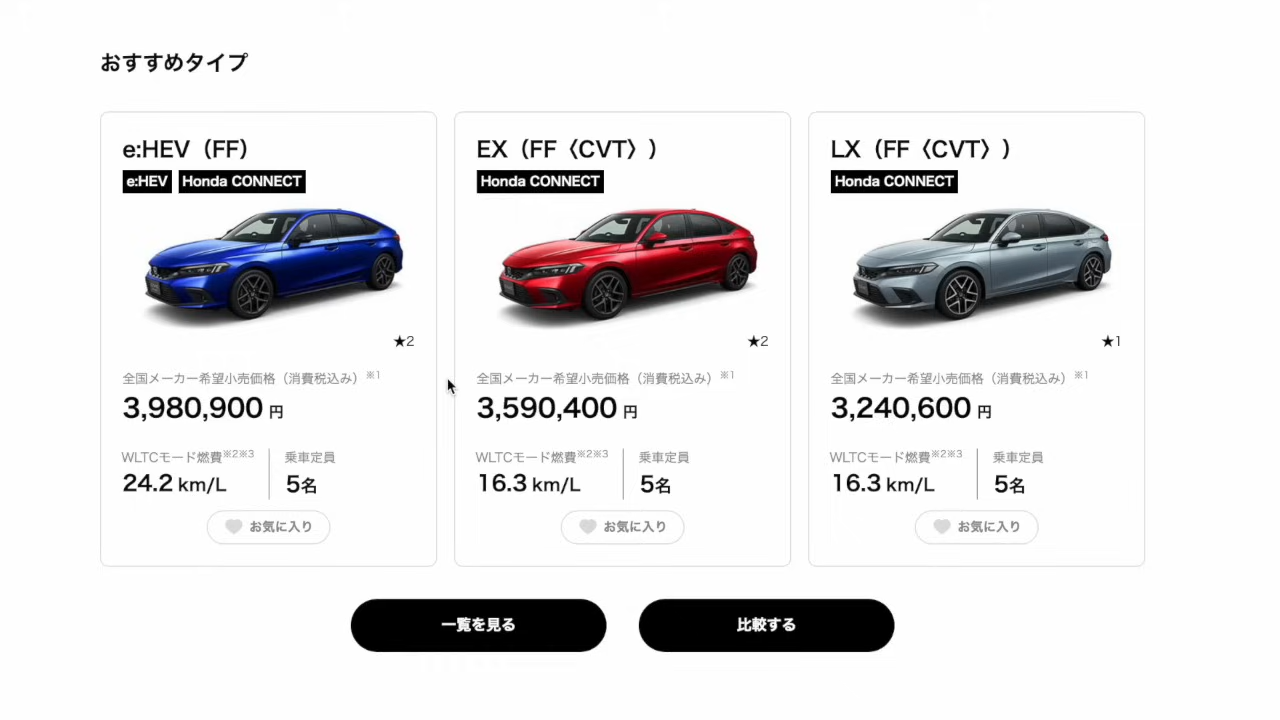 おすすめタイプ
e:HEV（FF）
e:HEV Honda CONNECT
★2
全国メーカー希望小売価格（消費税込み）※1
3,980,900 円
WLTCモード燃費※2※3 乗車定員
24.2 km/L 5名
お気に入り
EX（FF〈CVT〉）
Honda CONNECT
★2
全国メーカー希望小売価格（消費税込み）※1
3,590,400 円
WLTCモード燃費※2※3 乗車定員
16.3 km/L 5名
お気に入り
LX（FF〈CVT〉）
Honda CONNECT
★1
全国メーカー希望小売価格（消費税込み）※1
3,240,600 円
WLTCモード燃費※2※3 乗車定員
16.3 km/L 5名
お気に入り
一覧を見る
比較する